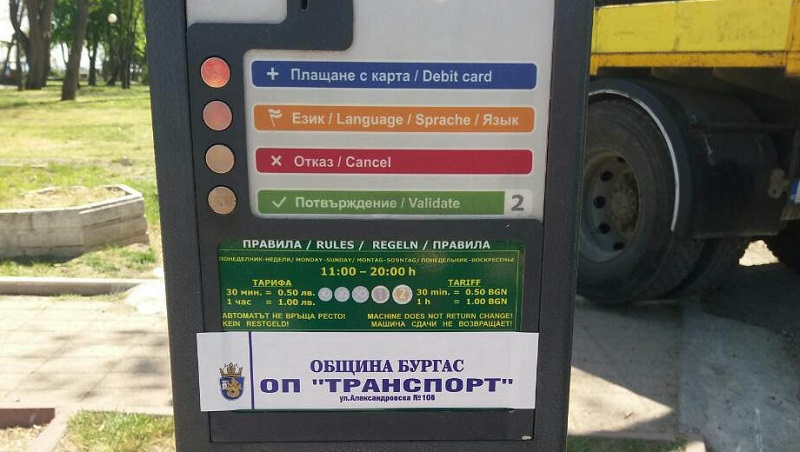 + Плащане с карта / Debit card
Език / Language / Sprache / Язык
× Отказ / Cancel
✓ Потвърждение / Validate 2
ПРАВИЛА / RULES / REGELN / ПРАВИЛА
ПОНЕДЕЛНИК-НЕДЕЛЯ/ MONDAY-SUNDAY/ MONTAG-SONNTAG/ ПОНЕДЕЛЬНИК-ВОСКРЕСЕНЬЕ
11:00 – 20:00 h
ТАРИФА TARIFF
30 мин. = 0.50 лв. 30 min. = 0.50 BGN
1 час = 1.00 лв. 1 h = 1.00 BGN
АВТОМАТЪТ НЕ ВРЪЩА РЕСТО! MACHINE DOES NOT RETURN CHANGE!
KEIN RESTGELD! МАШИНА СДАЧИ НЕ ВОЗВРАЩАЕТ!
ОБЩИНА БУРГАС
ОП "ТРАНСПОРТ"
ул.Александровска №106